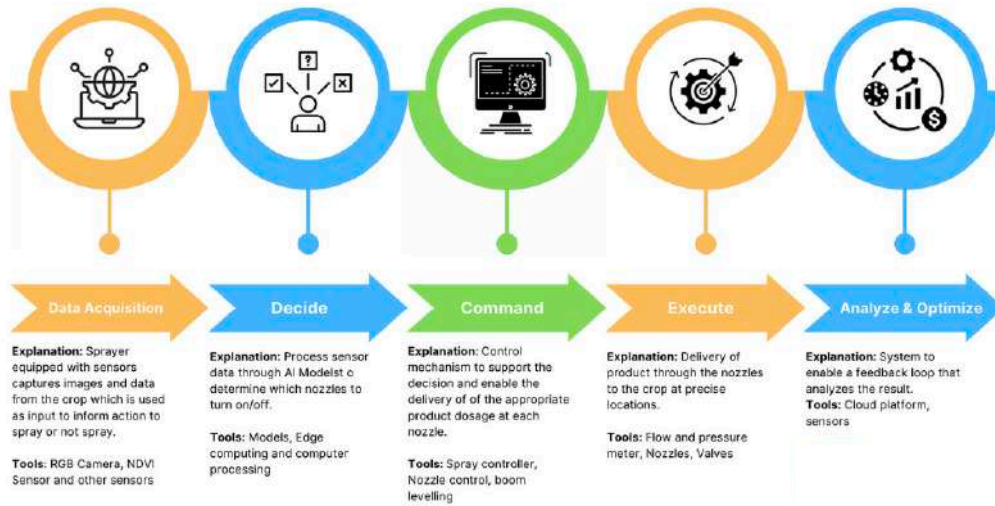 Data Acquisition
Explanation: Sprayer
equipped with sensors
captures images and data
from the crop which is used
as input to inform action to
spray or not spray.
Tools: RGB Camera, NDVI
Sensor and other sensors
Decide
Explanation: Process sensor
data through AI Modelst o
determine which nozzles to
turn on/off.
Tools: Models, Edge
computing and computer
processing
Command
Explanation: Control
mechanism to support the
decision and enable the
delivery of of the appropriate
product dosage at each
nozzle.
Tools: Spray controller,
Nozzle control, boom
levelling
Execute
Explanation: Delivery of
product through the nozzles
to the crop at precise
locations.
Tools: Flow and pressure
meter, Nozzles, Valves
Analyze & Optimize
Explanation: System to
enable a feedback loop that
analyzes the result.
Tools: Cloud platform,
sensors